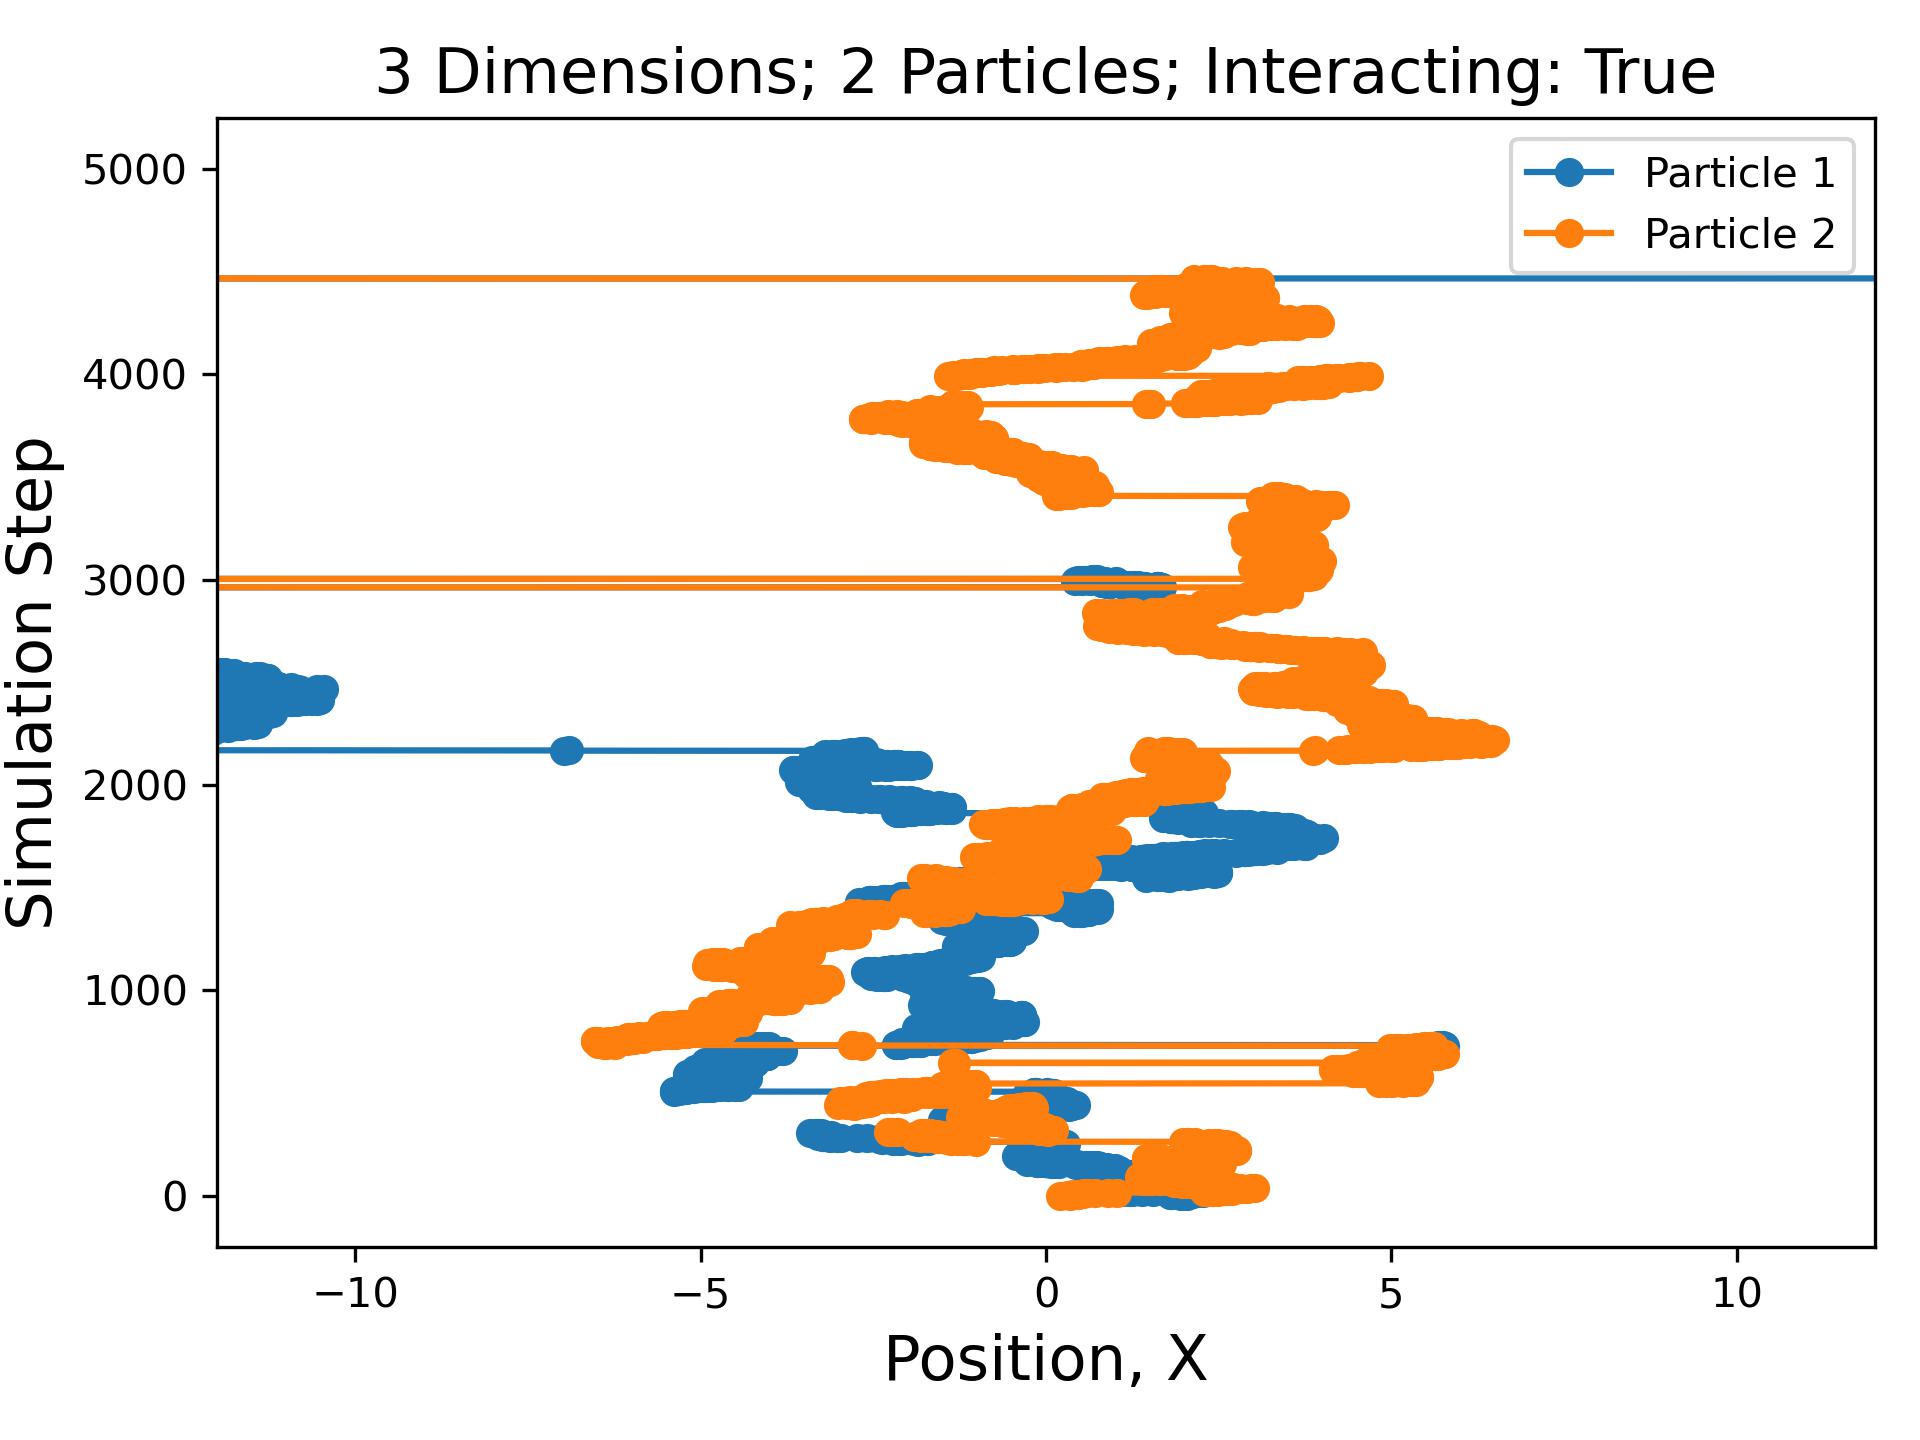 3 Dimensions; 2 Particles; Interacting: True
Particle 1
Particle 2
Simulation Step
5000
4000
3000
2000
1000
0
−10
−5
0
5
10
Position, X